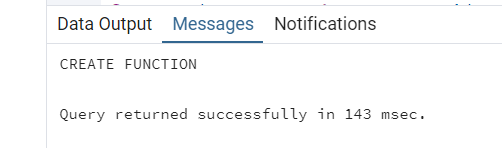 Data Output Messages Notifications
CREATE FUNCTION
Query returned successfully in 143 msec.